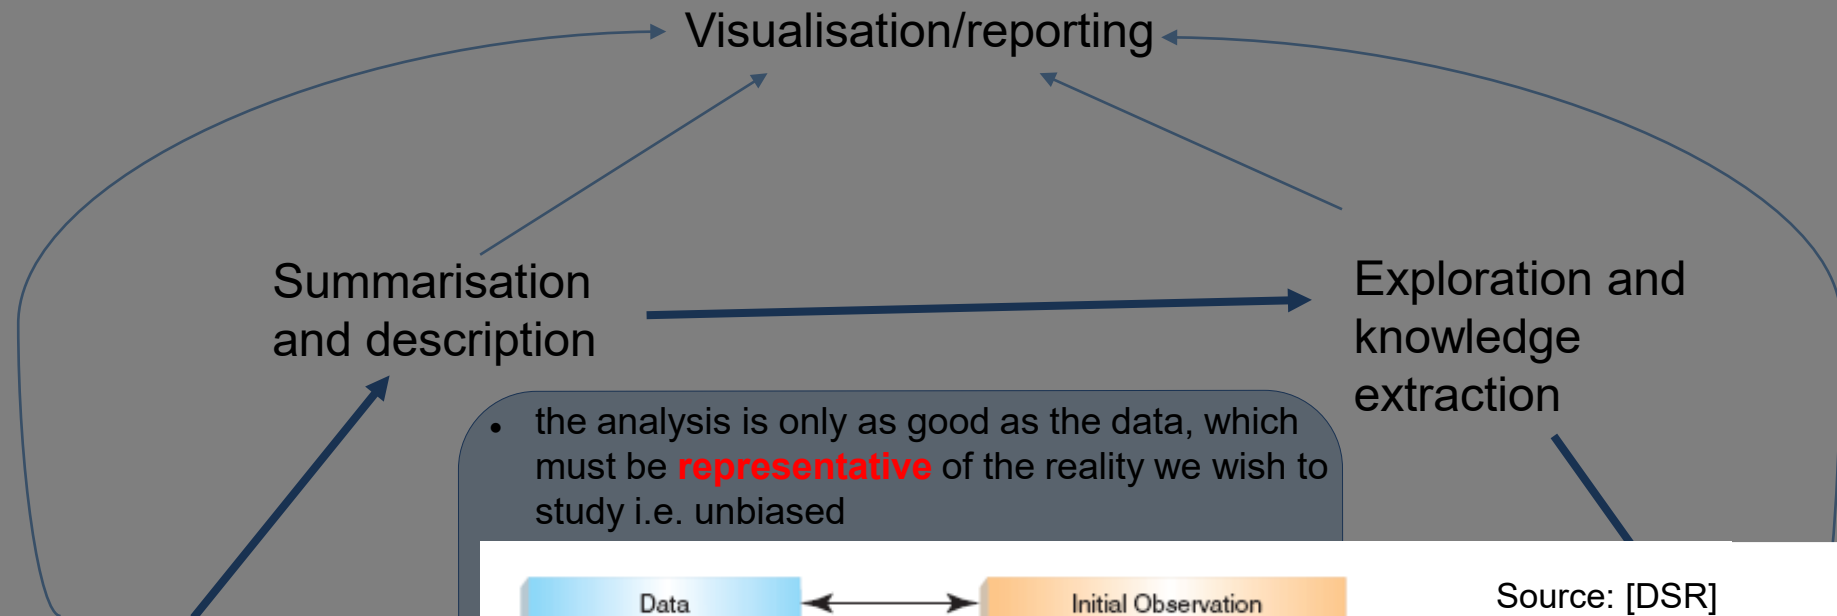 Visualisation/reporting
Summarisation
and description
Exploration and
knowledge
extraction
• the analysis is only as good as the data, which
must be representative of the reality we wish to
study i.e. unbiased
Data
Initial Observation
Source: [DSR]